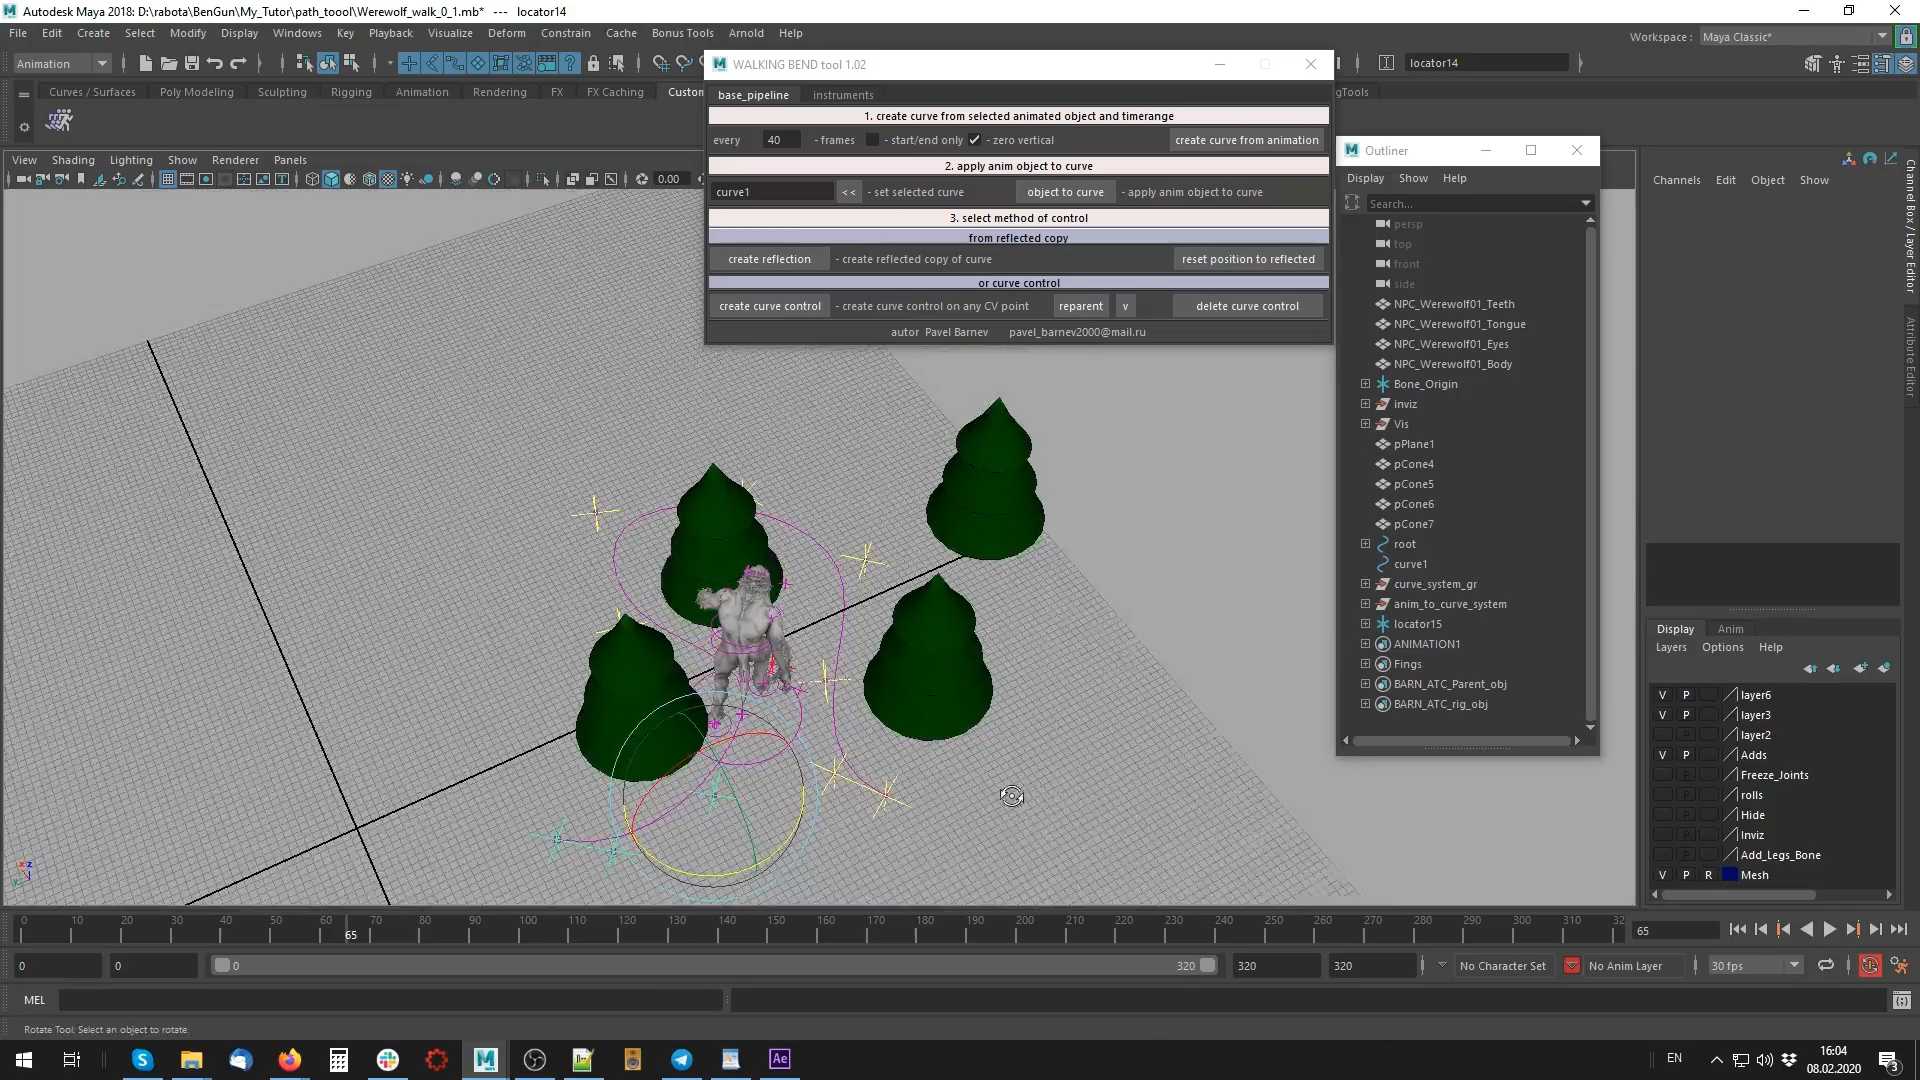 Autodesk Maya 2018: D:\rabota\BenGun\My_Tutor\path_toool\Werewolf_walk_0_1.mb* --- locator14
File Edit Create Select Modify Display Windows Key Playback Visualize Deform Constrain Cache Bonus Tools Arnold Help
Workspace : Maya Classic*
Animation
locator14
Curves / Surfaces Poly Modeling Sculpting Rigging Animation Rendering FX FX Caching Custom
gTools
View Shading Lighting Show Renderer Panels
0.00
WALKING BEND tool 1.02
base_pipeline instruments
1. create curve from selected animated object and timerange
every 40 - frames - start/end only - zero vertical create curve from animation
2. apply anim object to curve
curve1 << - set selected curve object to curve - apply anim object to curve
3. select method of control
from reflected copy
create reflection - create reflected copy of curve reset position to reflected
or curve control
create curve control - create curve control on any CV point reparent v delete curve control
autor Pavel Barnev pavel_barnev2000@mail.ru
Outliner
Display Show Help
Search...
persp
top
front
side
NPC_Werewolf01_Teeth
NPC_Werewolf01_Tongue
NPC_Werewolf01_Eyes
NPC_Werewolf01_Body
Bone_Origin
inviz
Vis
pPlane1
pCone4
pCone5
pCone6
pCone7
root
curve1
curve_system_gr
anim_to_curve_system
locator15
ANIMATION1
Fings
BARN_ATC_Parent_obj
BARN_ATC_rig_obj
Channels Edit Object Show
Channel Box / Layer Editor
Attribute Editor
Display Anim
Layers Options Help
V P layer6
V P layer3
P layer2
V P Adds
P Freeze_Joints
P rolls
P Hide
P Inviz
P Add_Legs_Bone
V P R Mesh
0 10 20 30 40 50 60 70 80 90 100 110 120 130 140 150 160 170 180 190 200 210 220 230 240 250 260 270 280 290 300 310 32
65
65
0 0 0 320 320 320 No Character Set No Anim Layer 30 fps
MEL
Rotate Tool: Select an object to rotate
Ae
EN
16:04
08.02.2020
3